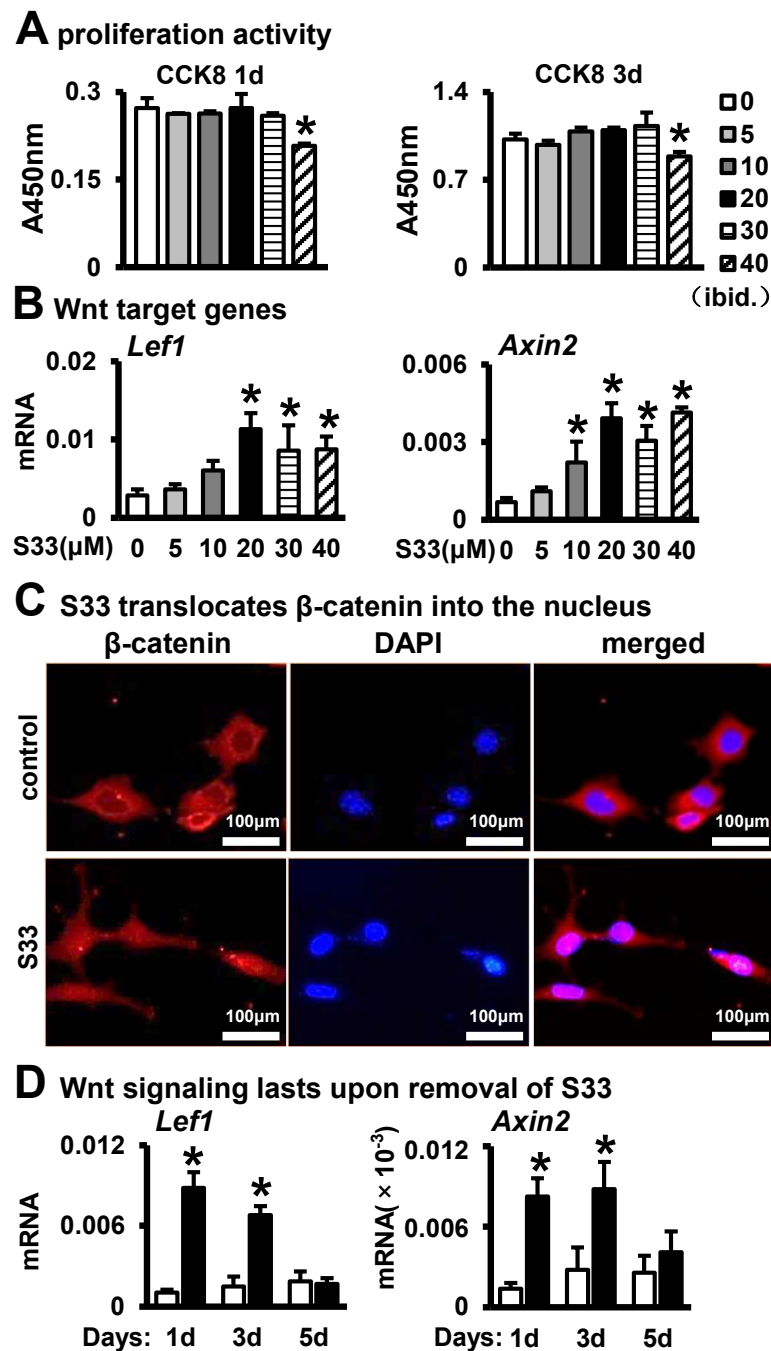 A proliferation activity
CCK8 1d
CCK8 3d
A450nm
0.3
0.15
0
*
A450nm
1.4
0.7
0
*
0
5
10
20
30
40
(ibid.)
B Wnt target genes
Lef1
Axin2
mRNA
0.02
0.01
0
* * *
0.006
0.003
0
* * * *
S33(μM) 0 5 10 20 30 40
S33(μM) 0 5 10 20 30 40
C S33 translocates β-catenin into the nucleus
β-catenin DAPI merged
control
100μm 100μm 100μm
S33
100μm 100μm 100μm
D Wnt signaling lasts upon removal of S33
Lef1
Axin2
mRNA
0.012
0.006
0
* *
mRNA( × 10⁻³)
0.012
0.006
0
* *
Days: 1d 3d 5d
Days: 1d 3d 5d